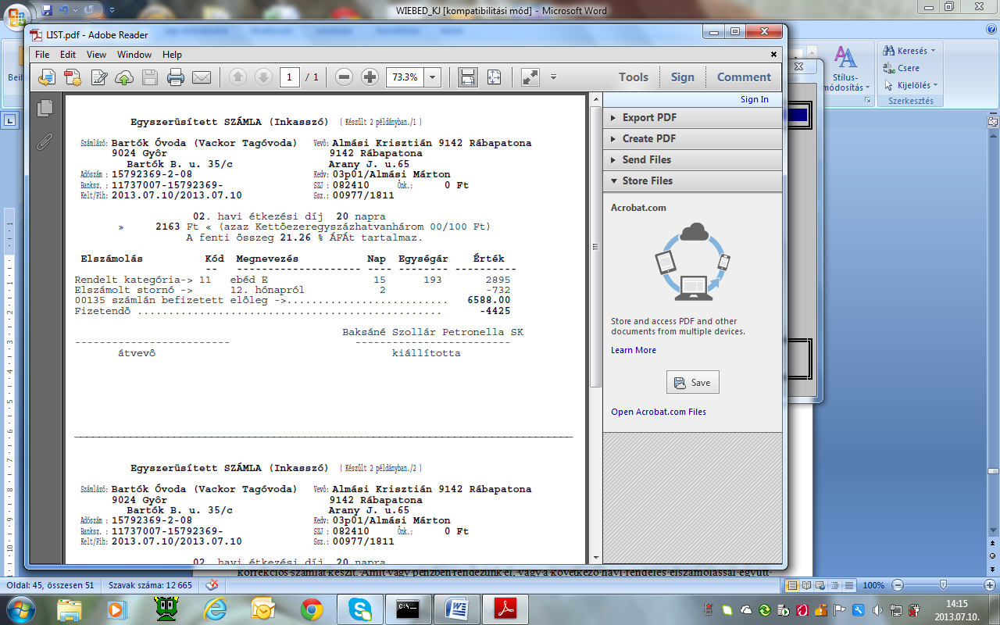 WIEBED_KJ [kompatibilitási mód] - Microsoft Word
LIST.pdf - Adobe Reader
File Edit View Window Help
1 / 1 73.3% Tools Sign Comment
Sign In
Export PDF
Create PDF
Send Files
Store Files
Acrobat.com
Store and access PDF and other
documents from multiple devices.
Learn More
Save
Open Acrobat.com Files
Egyszerüsített SZÁMLA (Inkasszó) ( Készült 2 példányban./1 )
Számlázó: Bartók Óvoda (Vackor Tagóvoda) Vevô: Almási Krisztián 9142 Rábapatona
9024 Gyôr 9142 Rábapatona
Bartók B. u. 35/c Arany J. u.65
Adószám : 15792369-2-08 Kedv: 03p01/Almási Márton
Banksz. : 11737007-15792369- SZJ : 082410 Önk.: 0 Ft
Kelt/Fih: 2013.07.10/2013.07.10 Ssz.: 00977/1811
02. havi étkezési díj 20 napra
» 2163 Ft « (azaz Kettöezeregyszázhatvanhárom 00/100 Ft)
A fenti összeg 21.26 % ÁFÁt tartalmaz.
Elszámolás Kód Megnevezés Nap Egységár Érték
-- -------------------- ---- -------- ----------
Rendelt kategória-> 11 ebéd E 15 193 2895
Elszámolt stornó -> 12. hónapról 2 -732
00135 számlán befizetett elöleg ->.......................... 6588.00
Fizetendô ................................................. -4425
Baksáné Szollár Petronella SK
------------------------- -------------------------
átvevô kiállította
Egyszerüsített SZÁMLA (Inkasszó) ( Készült 2 példányban./2 )
Számlázó: Bartók Óvoda (Vackor Tagóvoda) Vevô: Almási Krisztián 9142 Rábapatona
9024 Gyôr 9142 Rábapatona
Bartók B. u. 35/c Arany J. u.65
Adószám : 15792369-2-08 Kedv: 03p01/Almási Márton
Banksz. : 11737007-15792369- SZJ : 082410 Önk.: 0 Ft
Kelt/Fih: 2013.07.10/2013.07.10 Ssz.: 00977/1811
02. havi étkezési díj 20 napra
Beil
Keresés
Csere
Kijelölés
Stílus-
módosítás
Szerkesztés
korrekciós számlát készít. Amit vagy pénzben rendezünk el, vagy a következő havi rendelés elszámolással együtt
Oldal: 45, összesen 51 Szavak száma: 12 665 100%
14:15
2013.07.10.